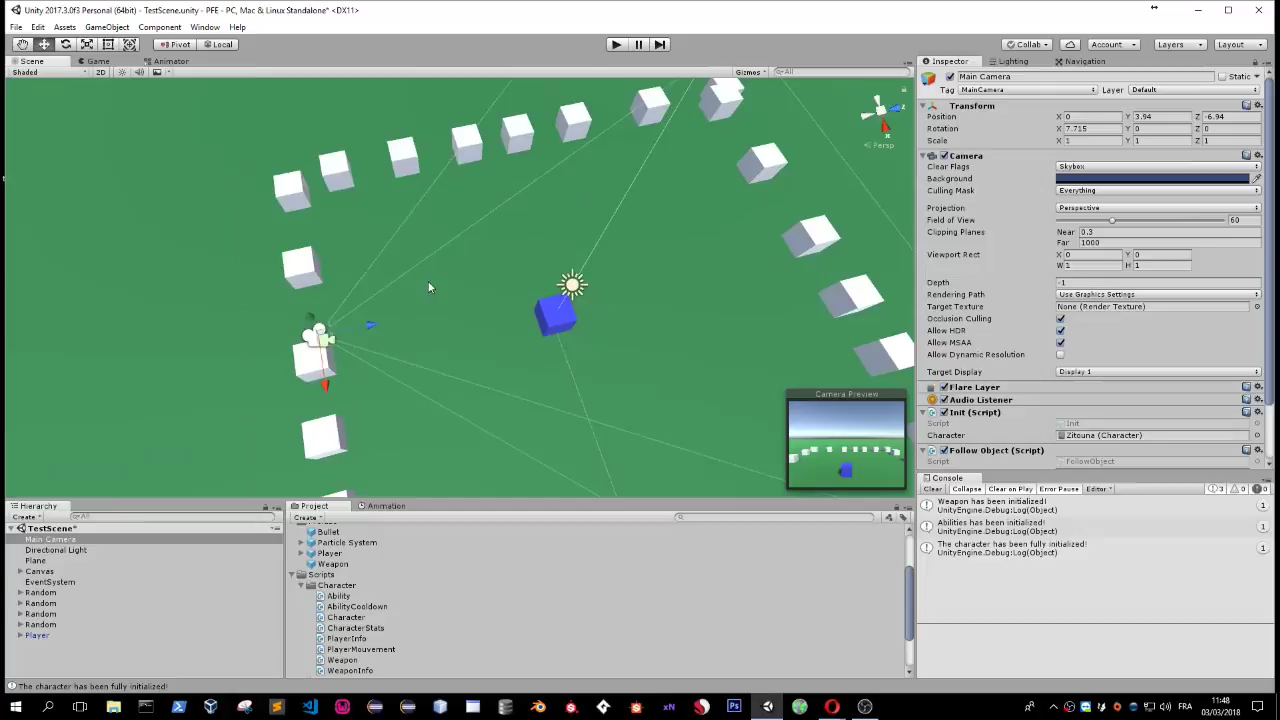 Unity 2017.3.0f3 Personal (64bit) - TestScene.unity - PFE - PC, Mac & Linux Standalone* <DX11>
File Edit Assets GameObject Component Window Help
Pivot Local Collab Account Layers Layout
Scene Game Animator
Shaded 2D Gizmos All
Persp
Camera Preview
Inspector Lighting Navigation
Main Camera Static
Tag MainCamera Layer Default
Transform
Position X 0 Y 3.94 Z -6.94
Rotation X 7.715 Y 0 Z 0
Scale X 1 Y 1 Z 1
Camera
Clear Flags Skybox
Background
Culling Mask Everything
Projection Perspective
Field of View 60
Clipping Planes Near 0.3
Far 1000
Viewport Rect X 0 Y 0
W 1 H 1
Depth -1
Rendering Path Use Graphics Settings
Target Texture None (Render Texture)
Occlusion Culling
Allow HDR
Allow MSAA
Allow Dynamic Resolution
Target Display Display 1
Flare Layer
Audio Listener
Init (Script)
Script Init
Character Zitouna (Character)
Follow Object (Script)
Script FollowObject
Console
Clear Collapse Clear on Play Error Pause Editor 3 0 0
Weapon has been initialized!
UnityEngine.Debug:Log(Object)
1
Abilities has been initialized!
UnityEngine.Debug:Log(Object)
1
The character has been fully initialized!
UnityEngine.Debug:Log(Object)
1
Hierarchy
Create All
TestScene*
Main Camera
Directional Light
Plane
Canvas
EventSystem
Random
Random
Random
Random
Player
Project Animation
Create
Bullet
Particle System
Player
Weapon
Scripts
Character
Ability
AbilityCooldown
Character
CharacterStats
PlayerInfo
PlayerMouvement
Weapon
WeaponInfo
The character has been fully initialized!
xN Ps FRA
11:48
03/03/2018